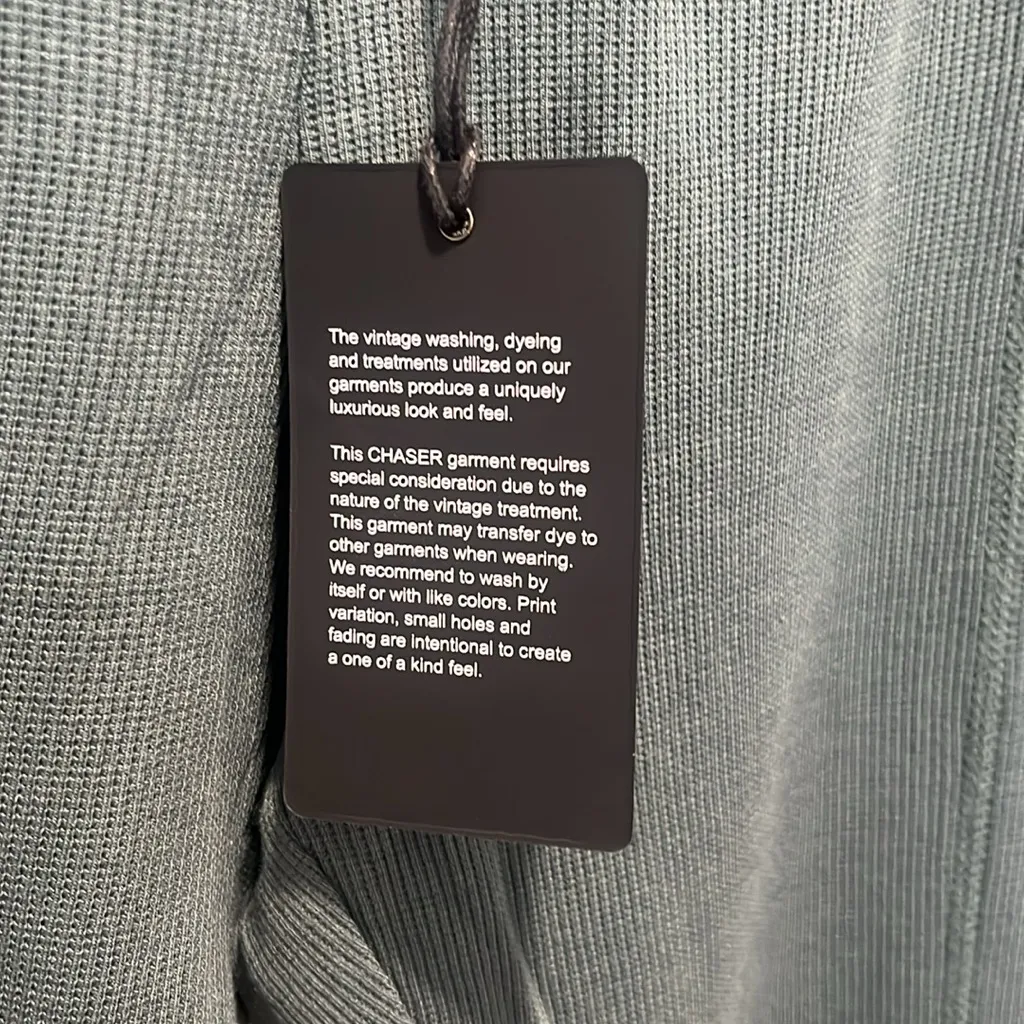 The vintage washing, dyeing
and treatments utilized on our
garments produce a uniquely
luxurious look and feel.
This CHASER garment requires
special consideration due to the
nature of the vintage treatment.
This garment may transfer dye to
other garments when wearing.
We recommend to wash by
itself or with like colors. Print
variation, small holes and
fading are intentional to create
a one of a kind feel.